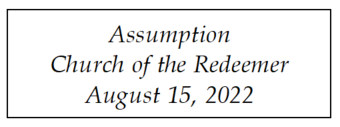 Assumption
Church of the Redeemer
August 15, 2022